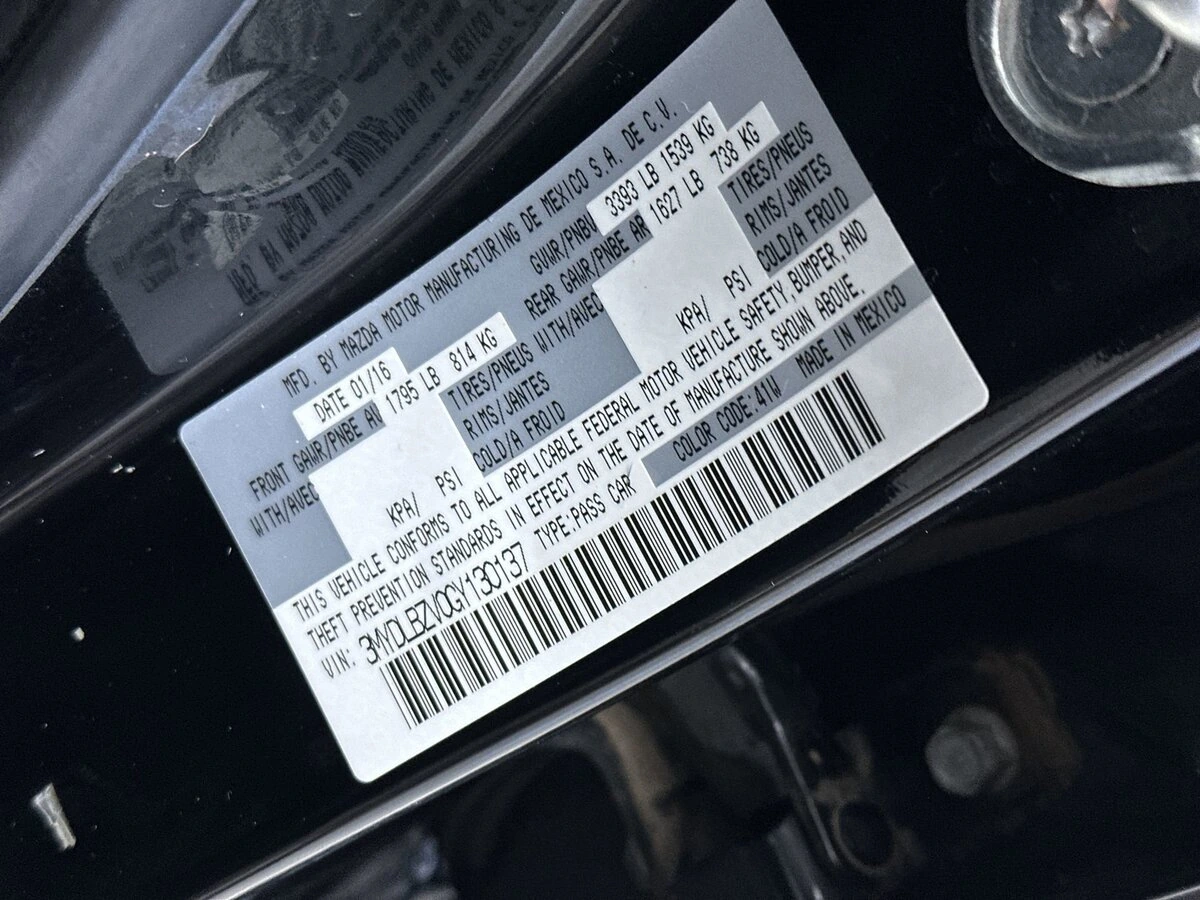 MFD. BY MAZDA MOTOR MANUFACTURING DE MEXICO S.A. DE C.V.
DATE 01/16 GVWR/PNBV 3393 LB 1539 KG
FRONT GAWR/PNBE AV 1795 LB 814 KG REAR GAWR/PNBE AR 1627 LB 738 KG
WITH/AVEC TIRES/PNEUS WITH/AVEC TIRES/PNEUS
RIMS/JANTES RIMS/JANTES
KPA/ PSI COLD/A FROID KPA/ PSI COLD/A FROID
THIS VEHICLE CONFORMS TO ALL APPLICABLE FEDERAL MOTOR VEHICLE SAFETY, BUMPER, AND
THEFT PREVENTION STANDARDS IN EFFECT ON THE DATE OF MANUFACTURE SHOWN ABOVE.
VIN: 3MYDLBZV0GY130137 TYPE:PASS CAR COLOR CODE:41W MADE IN MEXICO